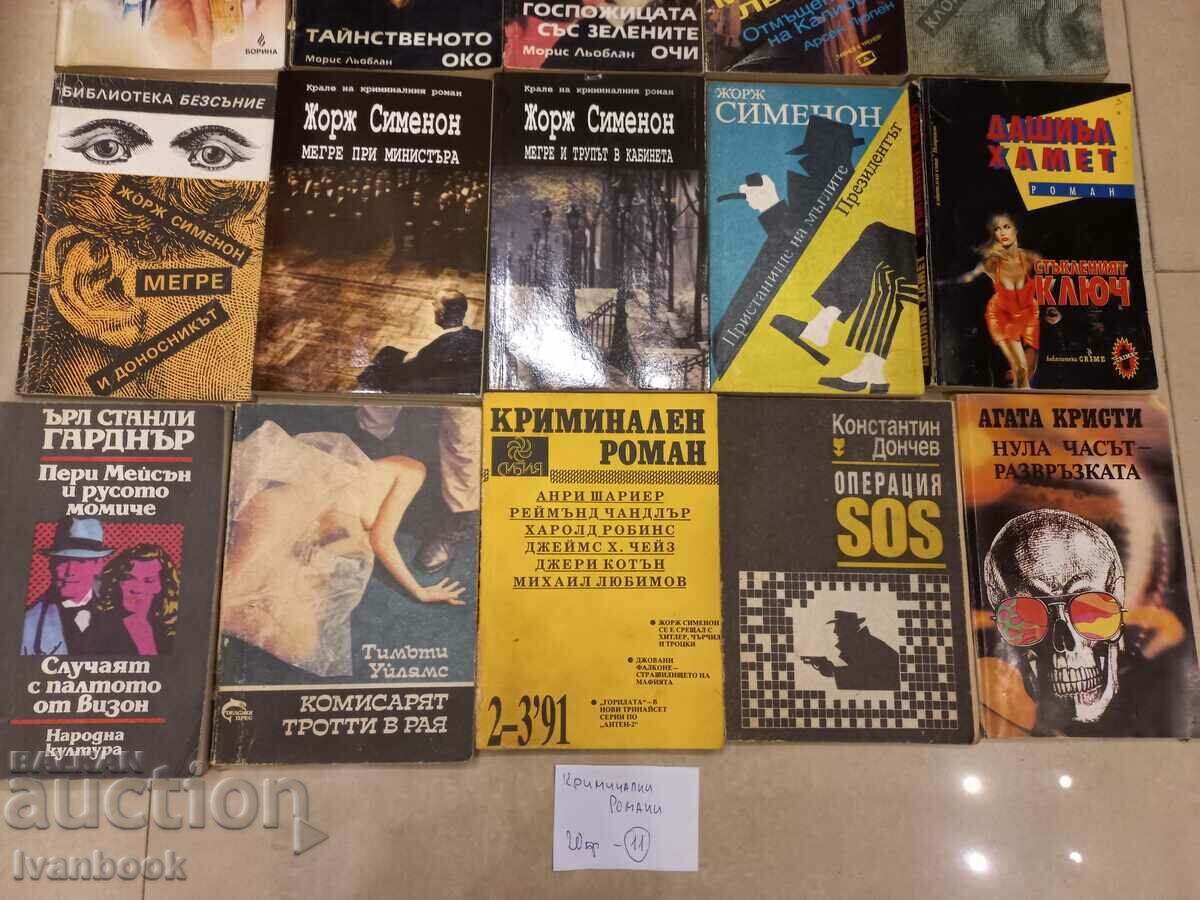 БОРИНА
ТАЙНСТВЕНОТО
ОКО
Морис Льоблан
ГОСПОЖИЦАТА
СЪС ЗЕЛЕНИТЕ
ОЧИ
Морис Льоблан
Отмъщението
на Калиостро
Арсен Люпен
БИБЛИОТЕКА БЕЗСЪНИЕ
ЖОРЖ СИМЕНОН
МЕГРЕ
И ДОНОСНИКЪТ
Крале на криминалния роман
Жорж Сименон
МЕГРЕ ПРИ МИНИСТЪРА
Крале на криминалния роман
Жорж Сименон
МЕГРЕ И ТРУПЪТ В КАБИНЕТА
ЖОРЖ
СИМЕНОН
Пристанище на мъглите
Президентът
ДАШИЪЛ
ХАМЕТ
РОМАН
СТЪКЛЕНИЯТ
КЛЮЧ
библиотека CRIME
CRIME
ЪРЛ СТАНЛИ
ГАРДНЪР
Пери Мейсън
и русото
момиче
Случаят
с палтото
от визон
Народна
култура
Тимъти
Уйлямс
КОМИСАРЯТ
ТРОТТИ В РАЯ
ДЕЛФИН
ПРЕС
КРИМИНАЛЕН
РОМАН
СИБИЯ
АНРИ ШАРИЕР
РЕЙМЪНД ЧАНДЛЪР
ХАРОЛД РОБИНС
ДЖЕЙМС Х. ЧЕЙЗ
ДЖЕРИ КОТЪН
МИХАИЛ ЛЮБИМОВ
ЖОРЖ СИМЕНОН
СЕ Е СРЕЩАЛ С
ХИТЛЕР, ЧЪРЧИЛ
И ТРОЦКИ
ДЖОВАНИ
ФАЛКОНЕ –
СТРАШИЛИЩЕТО НА
МАФИЯТА
„ГОРИЛАТА" – В
НОВИ ТРИНАЙСЕТ
СЕРИИ ПО
„АНТЕН-2"
2–3'91
Константин
Дончев
ОПЕРАЦИЯ
SOS
АГАТА КРИСТИ
НУЛА ЧАСЪТ –
РАЗВРЪЗКАТА
Криминални
Романи
– 11
BALKAN
auction
Ivanbook